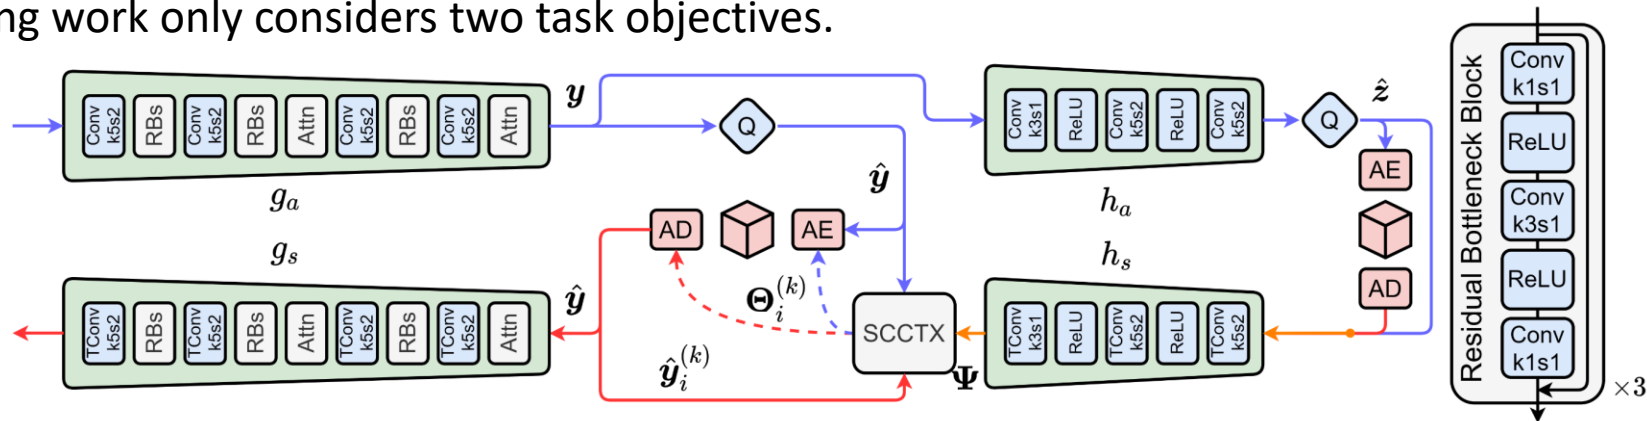 ng work only considers two task objectives.
Conv k5s2
RBs
Conv k5s2
RBs
Attn
Conv k5s2
RBs
Conv k5s2
Attn
g_a
y
Q
ŷ
Conv k3s1
ReLU
Conv k5s2
ReLU
Conv k5s2
h_a
Q
ẑ
AE
AD
AD
AE
Θ_i^(k)
SCCTX
Ψ
h_s
TConv k3s1
ReLU
TConv k5s2
ReLU
TConv k5s2
g_s
TConv k5s2
RBs
TConv k5s2
RBs
Attn
TConv k5s2
RBs
TConv k5s2
Attn
ŷ
ŷ_i^(k)
Residual Bottleneck Block
Conv
k1s1
ReLU
Conv
k3s1
ReLU
Conv
k1s1
×3